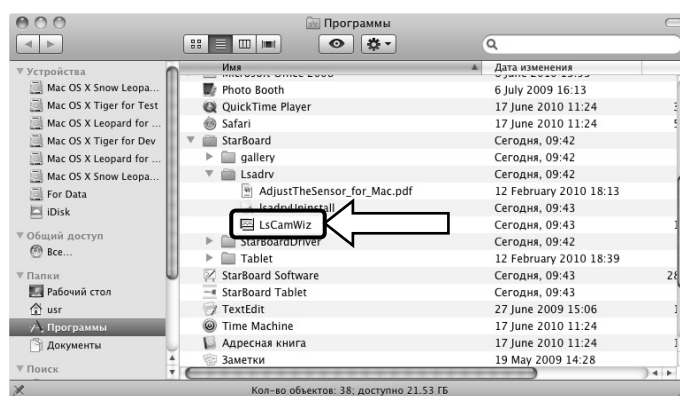 Программы
Имя
Дата изменения
Photo Booth
6 July 2009 16:13
QuickTime Player
17 June 2010 11:24
Safari
17 June 2010 11:24
StarBoard
Сегодня, 09:42
gallery
Сегодня, 09:42
Lsadrv
Сегодня, 09:42
AdjustTheSensor_for_Mac.pdf
12 February 2010 18:13
lsadrvUninstall
Сегодня, 09:43
LsCamWiz
Сегодня, 09:43
StarBoardDriver
Сегодня, 09:42
Tablet
12 February 2010 18:39
StarBoard Software
Сегодня, 09:43
28
StarBoard Tablet
Сегодня, 09:43
TextEdit
27 June 2009 15:06
Time Machine
17 June 2010 11:24
Адресная книга
17 June 2010 11:24
Заметки
19 May 2009 14:28
Устройства
Mac OS X Snow Leopa...
Mac OS X Tiger for Test
Mac OS X Leopard for ...
Mac OS X Tiger for Dev
Mac OS X Leopard for ...
Mac OS X Snow Leopa...
For Data
iDisk
Общий доступ
Все...
Папки
Рабочий стол
usr
Программы
Документы
Поиск
Кол-во объектов: 38; доступно 21.53 ГБ